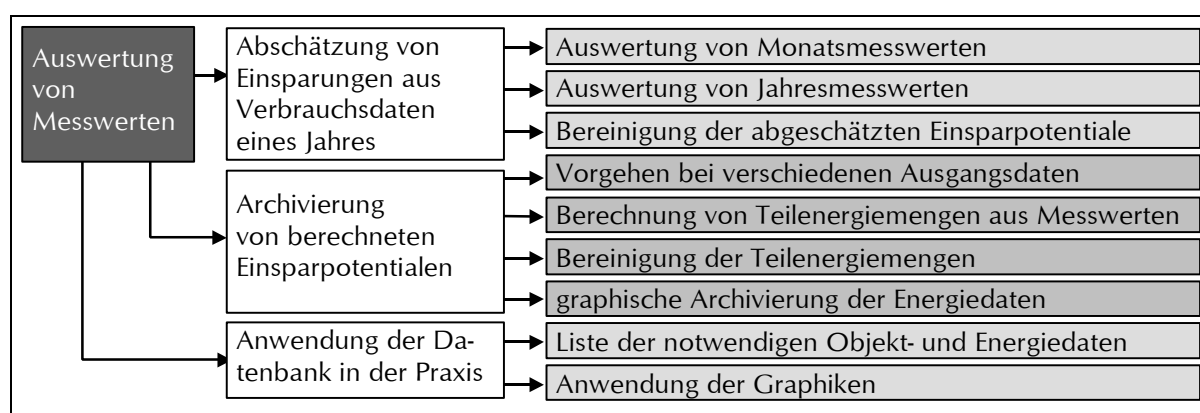 Auswertung
von
Messwerten
Abschätzung von
Einsparungen aus
Verbrauchsdaten
eines Jahres
Auswertung von Monatsmesswerten
Auswertung von Jahresmesswerten
Bereinigung der abgeschätzten Einsparpotentiale
Archivierung
von berechneten
Einsparpotentialen
Vorgehen bei verschiedenen Ausgangsdaten
Berechnung von Teilenergiemengen aus Messwerten
Bereinigung der Teilenergiemengen
graphische Archivierung der Energiedaten
Anwendung der Da-
tenbank in der Praxis
Liste der notwendigen Objekt- und Energiedaten
Anwendung der Graphiken